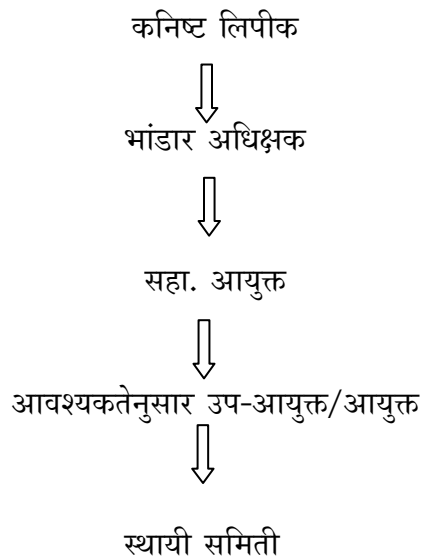 कनिष्ट लिपीक
भांडार अधिक्षक
सहा. आयुक्त
आवश्यकतेनुसार उप-आयुक्त/आयुक्त
स्थायी समिती